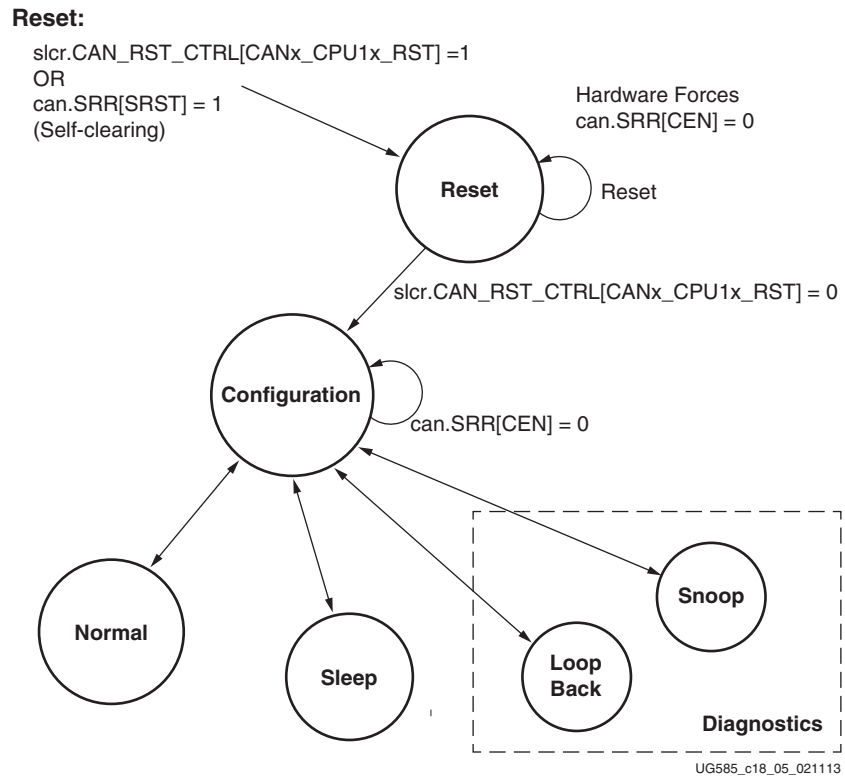 Reset:
slcr.CAN_RST_CTRL[CANx_CPU1x_RST] =1
OR
can.SRR[SRST] = 1
(Self-clearing)
Hardware Forces
can.SRR[CEN] = 0
Reset
Reset
slcr.CAN_RST_CTRL[CANx_CPU1x_RST] = 0
Configuration
can.SRR[CEN] = 0
Normal
Sleep
Loop
Back
Snoop
Diagnostics
UG585_c18_05_021113